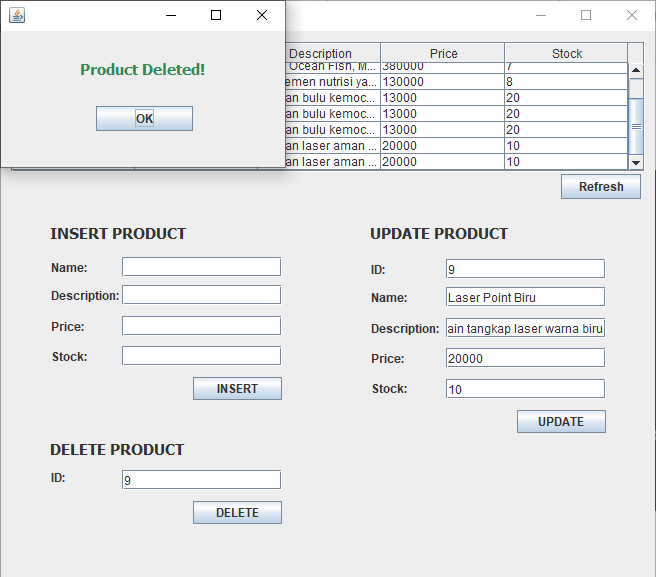 Product Deleted!
OK
Description Price Stock
Ocean Fish, M... 380000 7
emen nutrisi ya... 130000 8
an bulu kemoc... 13000 20
an bulu kemoc... 13000 20
an bulu kemoc... 13000 20
an laser aman ... 20000 10
an laser aman ... 20000 10
Refresh
INSERT PRODUCT
Name:
Description:
Price:
Stock:
INSERT
UPDATE PRODUCT
ID: 9
Name: Laser Point Biru
Description: ain tangkap laser warna biru
Price: 20000
Stock: 10
UPDATE
DELETE PRODUCT
ID: 9
DELETE